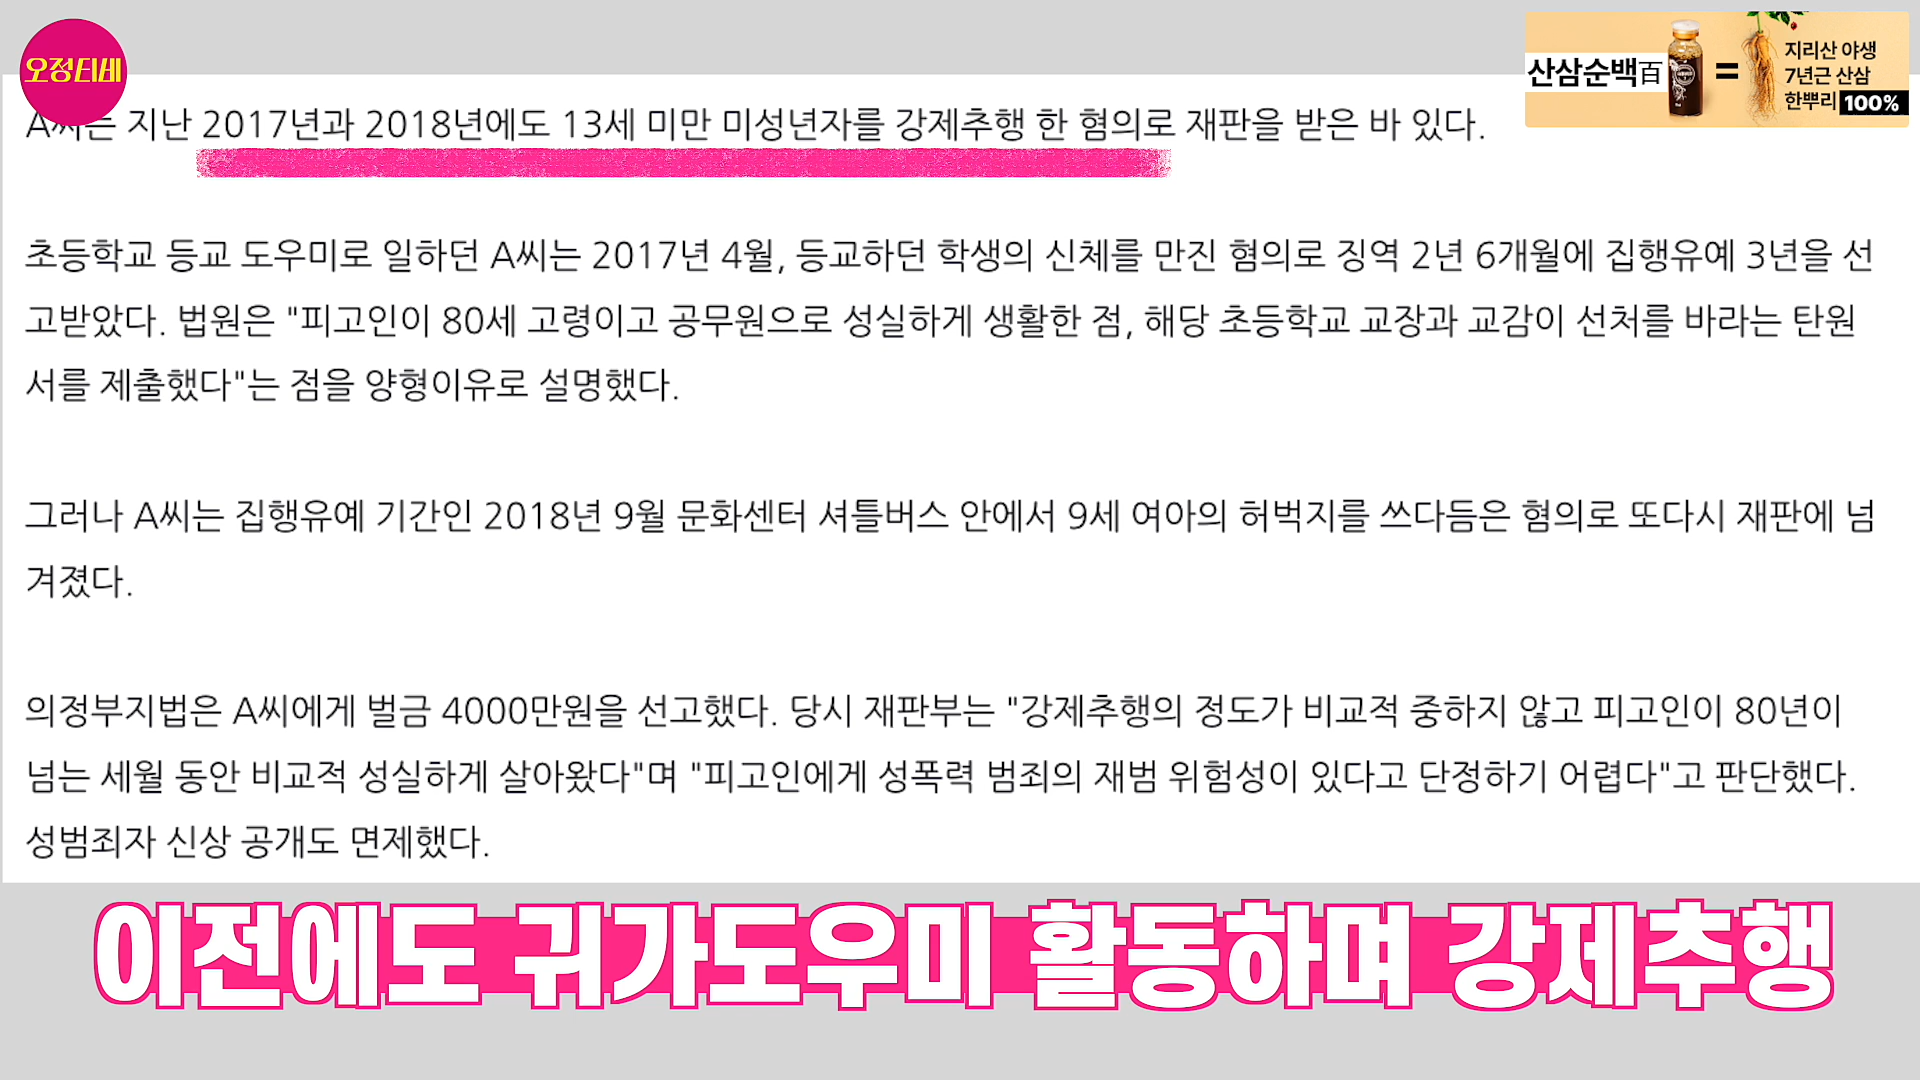 오정티비
산삼순백百
=
지리산 야생
7년근 산삼
한뿌리 100%
A씨는 지난 2017년과 2018년에도 13세 미만 미성년자를 강제추행 한 혐의로 재판을 받은 바 있다.
초등학교 등교 도우미로 일하던 A씨는 2017년 4월, 등교하던 학생의 신체를 만진 혐의로 징역 2년 6개월에 집행유예 3년을 선
고받았다. 법원은 "피고인이 80세 고령이고 공무원으로 성실하게 생활한 점, 해당 초등학교 교장과 교감이 선처를 바라는 탄원
서를 제출했다"는 점을 양형이유로 설명했다.
그러나 A씨는 집행유예 기간인 2018년 9월 문화센터 셔틀버스 안에서 9세 여아의 허벅지를 쓰다듬은 혐의로 또다시 재판에 넘
겨졌다.
의정부지법은 A씨에게 벌금 4000만원을 선고했다. 당시 재판부는 "강제추행의 정도가 비교적 중하지 않고 피고인이 80년이
넘는 세월 동안 비교적 성실하게 살아왔다"며 "피고인에게 성폭력 범죄의 재범 위험성이 있다고 단정하기 어렵다"고 판단했다.
성범죄자 신상 공개도 면제했다.
이전에도 귀가도우미 활동하며 강제추행